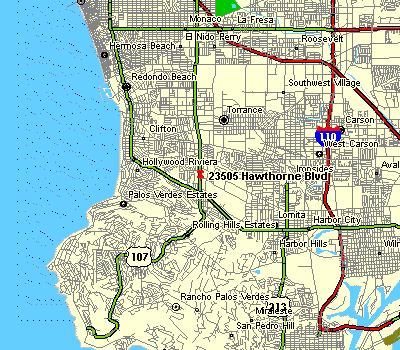 Monaco
La Fresa
Nido Perry
Roosevelt
Hermosa Beach
Redondo Beach
Southwest Village
Torrance
Carson
Clifton
110
West Carson
Hollywood Riviera
Ironsides
23505 Hawthorne Blvd
Palos Verdes Estates
Lomita
Harbor City
Rolling Hills Estates
Harbor Hills
107
Rancho Palos Verdes
213
Miraleste
San Pedro Hill